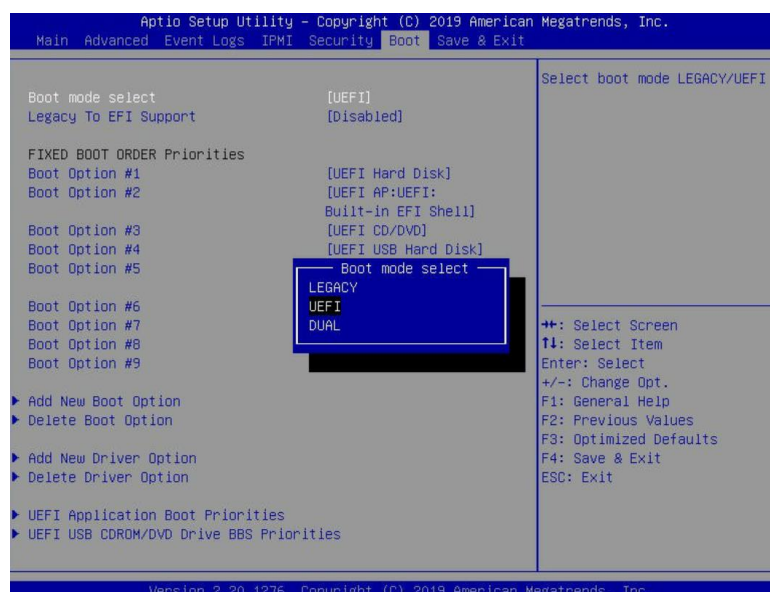 Aptio Setup Utility – Copyright (C) 2019 American Megatrends, Inc.
Main Advanced Event Logs IPMI Security Boot Save & Exit
Boot mode select [UEFI]
Legacy To EFI Support [Disabled]
FIXED BOOT ORDER Priorities
Boot Option #1 [UEFI Hard Disk]
Boot Option #2 [UEFI AP:UEFI:
Built-in EFI Shell]
Boot Option #3 [UEFI CD/DVD]
Boot Option #4 [UEFI USB Hard Disk]
Boot Option #5
Boot Option #6
Boot Option #7
Boot Option #8
Boot Option #9
Boot mode select
LEGACY
UEFI
DUAL
Add New Boot Option
Delete Boot Option
Add New Driver Option
Delete Driver Option
UEFI Application Boot Priorities
UEFI USB CDROM/DVD Drive BBS Priorities
Select boot mode LEGACY/UEFI
→←: Select Screen
↑↓: Select Item
Enter: Select
+/-: Change Opt.
F1: General Help
F2: Previous Values
F3: Optimized Defaults
F4: Save & Exit
ESC: Exit
Version 2.20.1276. Copyright (C) 2019 American Megatrends, Inc.